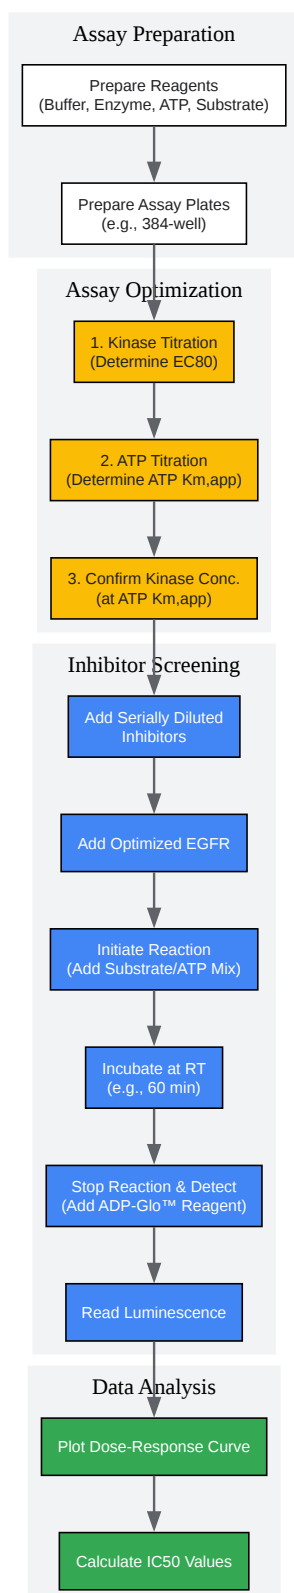 Assay Preparation
Prepare Reagents
(Buffer, Enzyme, ATP, Substrate)
Prepare Assay Plates
(e.g., 384-well)
Assay Optimization
1. Kinase Titration
(Determine EC80)
2. ATP Titration
(Determine ATP Km,app)
3. Confirm Kinase Conc.
(at ATP Km,app)
Inhibitor Screening
Add Serially Diluted
Inhibitors
Add Optimized EGFR
Initiate Reaction
(Add Substrate/ATP Mix)
Incubate at RT
(e.g., 60 min)
Stop Reaction & Detect
(Add ADP-Glo™ Reagent)
Read Luminescence
Data Analysis
Plot Dose-Response Curve
Calculate IC50 Values